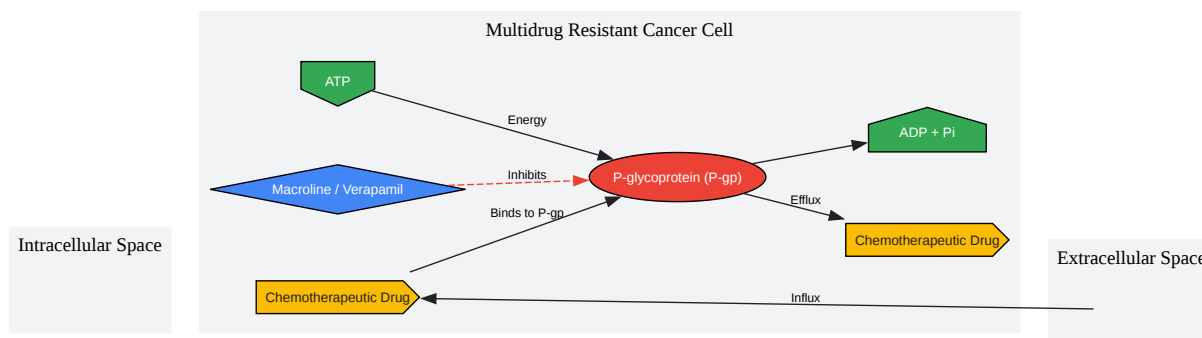 Multidrug Resistant Cancer Cell
ATP
Energy
ADP + Pi
Inhibits
P-glycoprotein (P-gp)
Macroline / Verapamil
Efflux
Binds to P-gp
Chemotherapeutic Drug
Intracellular Space
Extracellular Space
Chemotherapeutic Drug
Influx